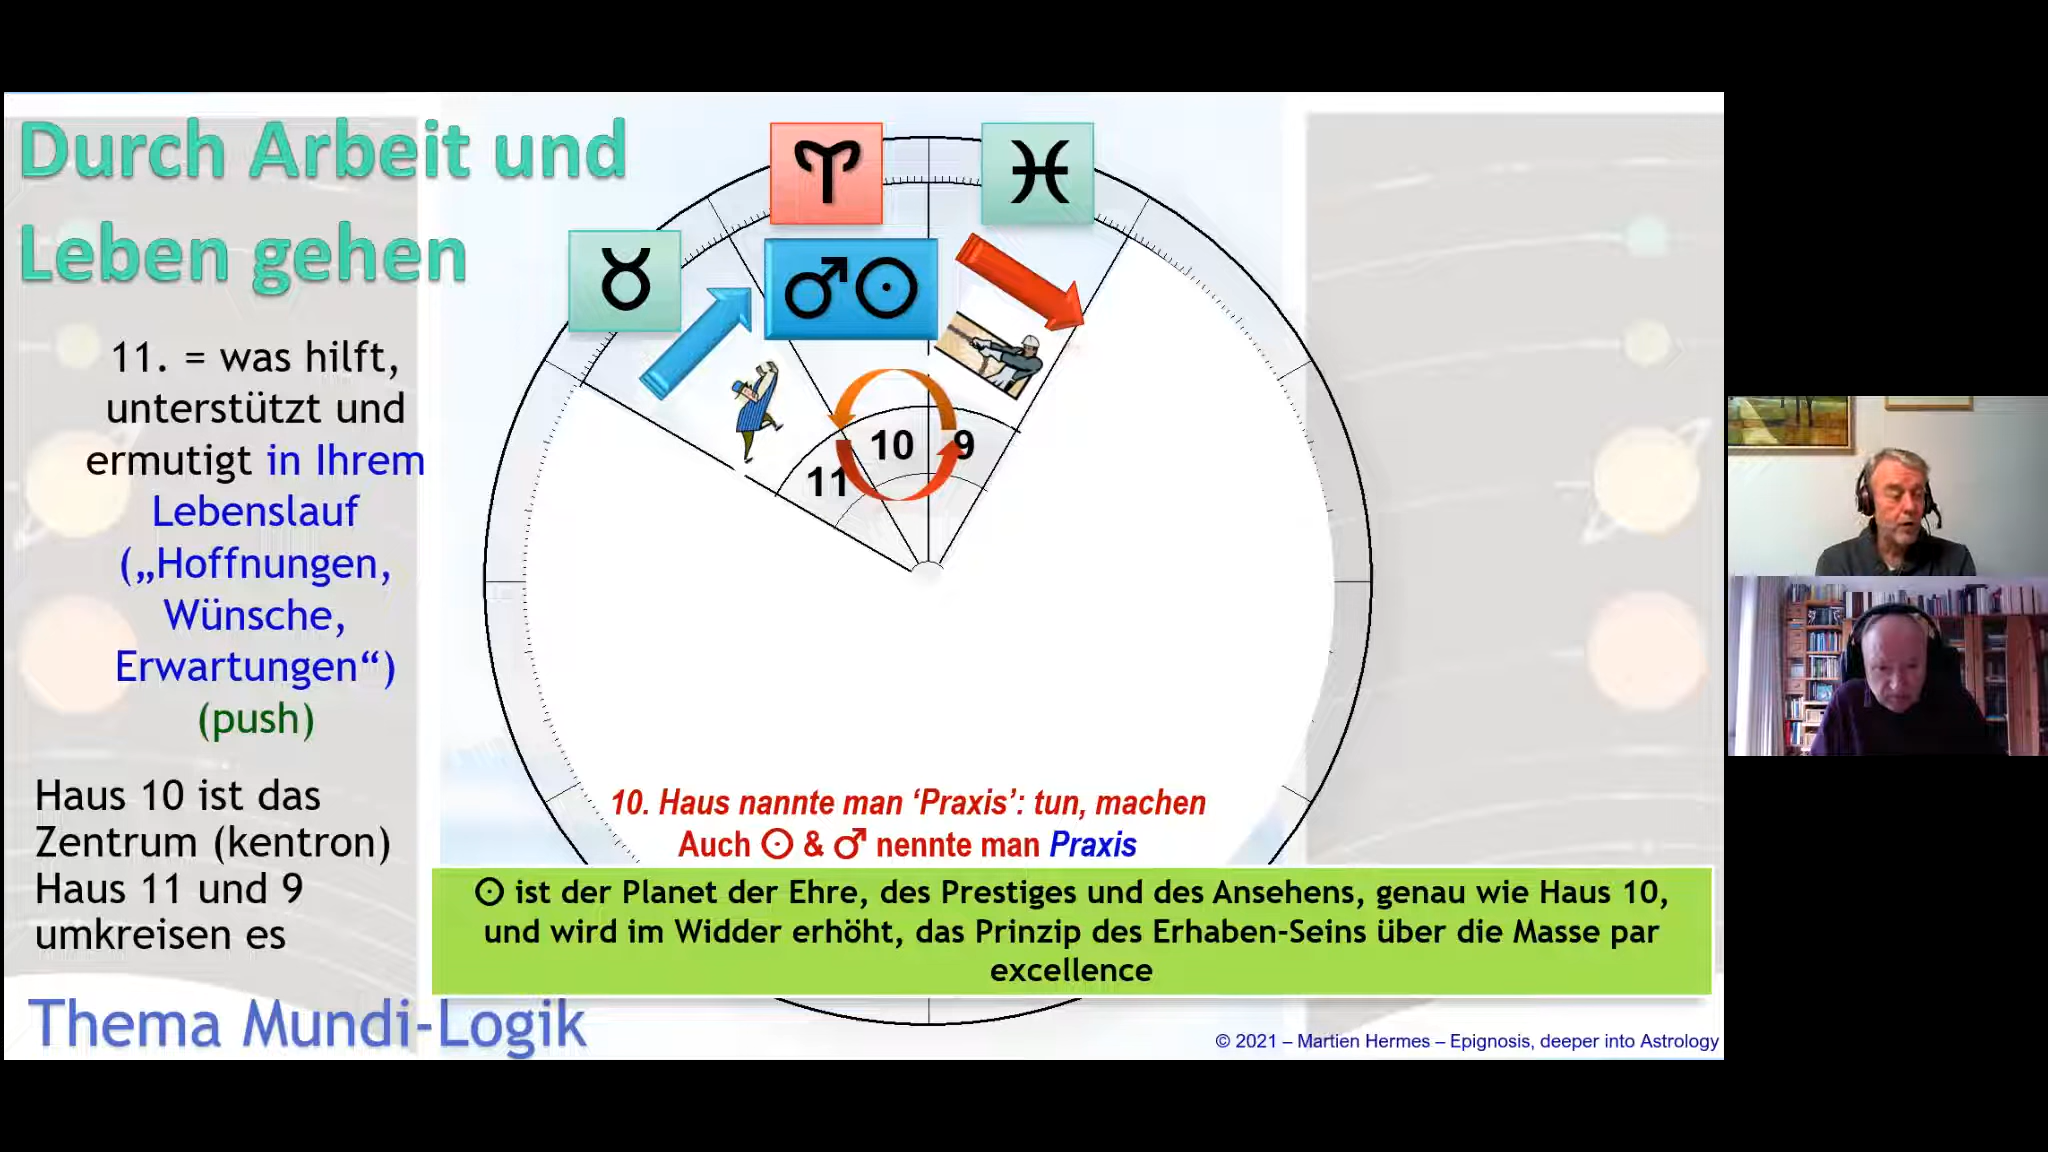 Durch Arbeit und
Leben gehen
♈ ♓
♉ ♂☉
11. = was hilft,
unterstützt und
ermutigt in Ihrem
Lebenslauf
(„Hoffnungen,
Wünsche,
Erwartungen“)
(push)
11 10 9
Haus 10 ist das
Zentrum (kentron)
Haus 11 und 9
umkreisen es
10. Haus nannte man ‘Praxis’: tun, machen
Auch ☉ & ♂ nennte man Praxis
☉ ist der Planet der Ehre, des Prestiges und des Ansehens, genau wie Haus 10,
und wird im Widder erhöht, das Prinzip des Erhaben-Seins über die Masse par
excellence
Thema Mundi-Logik
© 2021 – Martien Hermes – Epignosis, deeper into Astrology